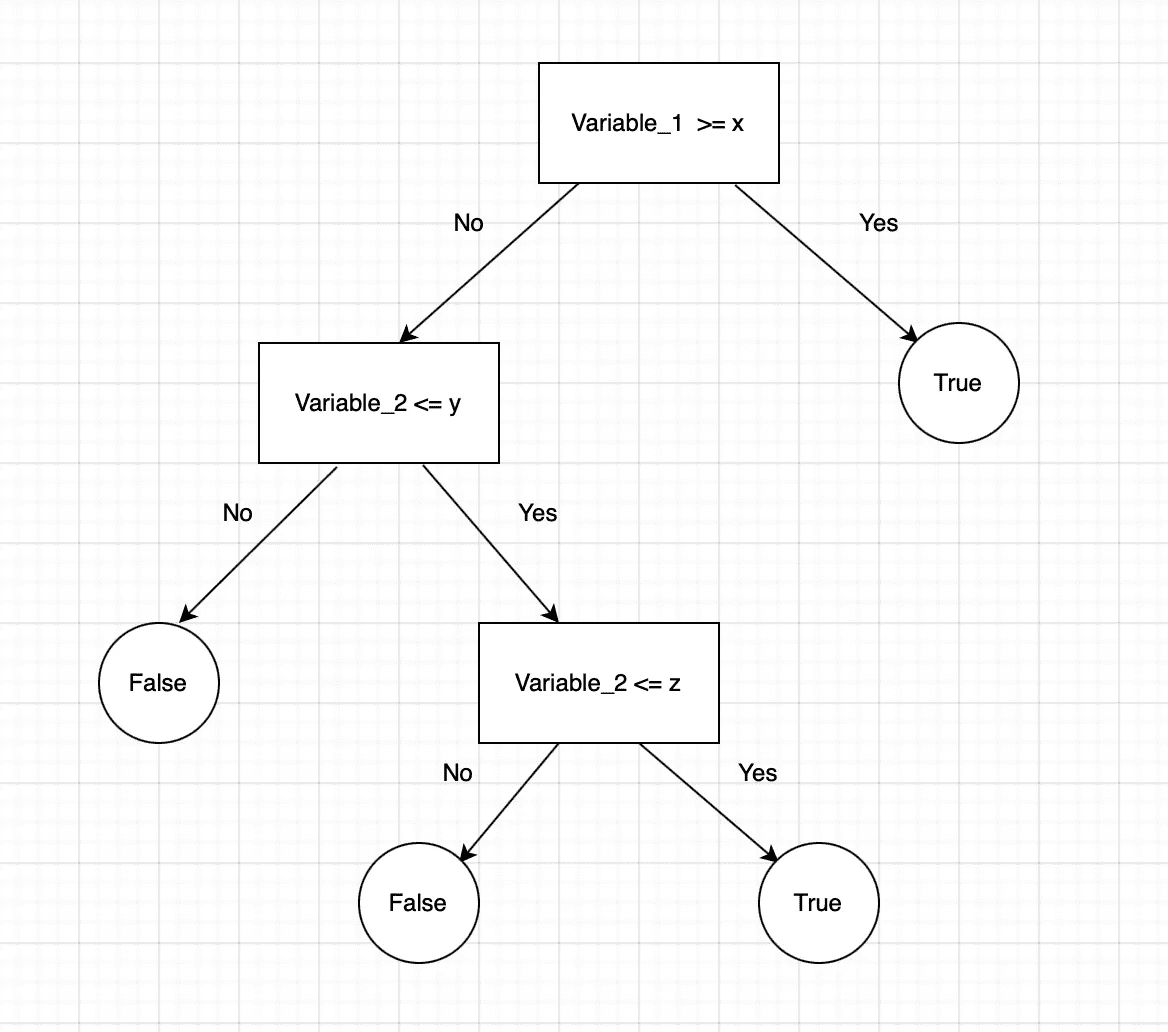 Variable_1 >= x
No
Yes
Variable_2 <= y
True
No
Yes
False
Variable_2 <= z
No
Yes
False
True